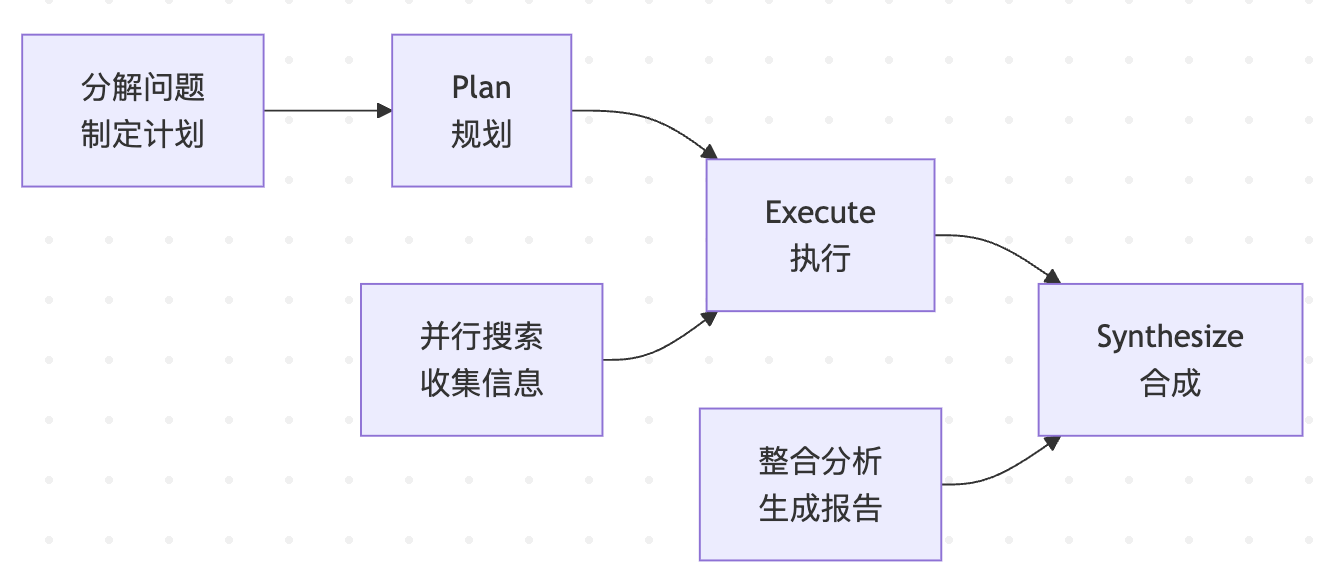 分解问题
制定计划
Plan
规划
Execute
执行
并行搜索
收集信息
Synthesize
合成
整合分析
生成报告